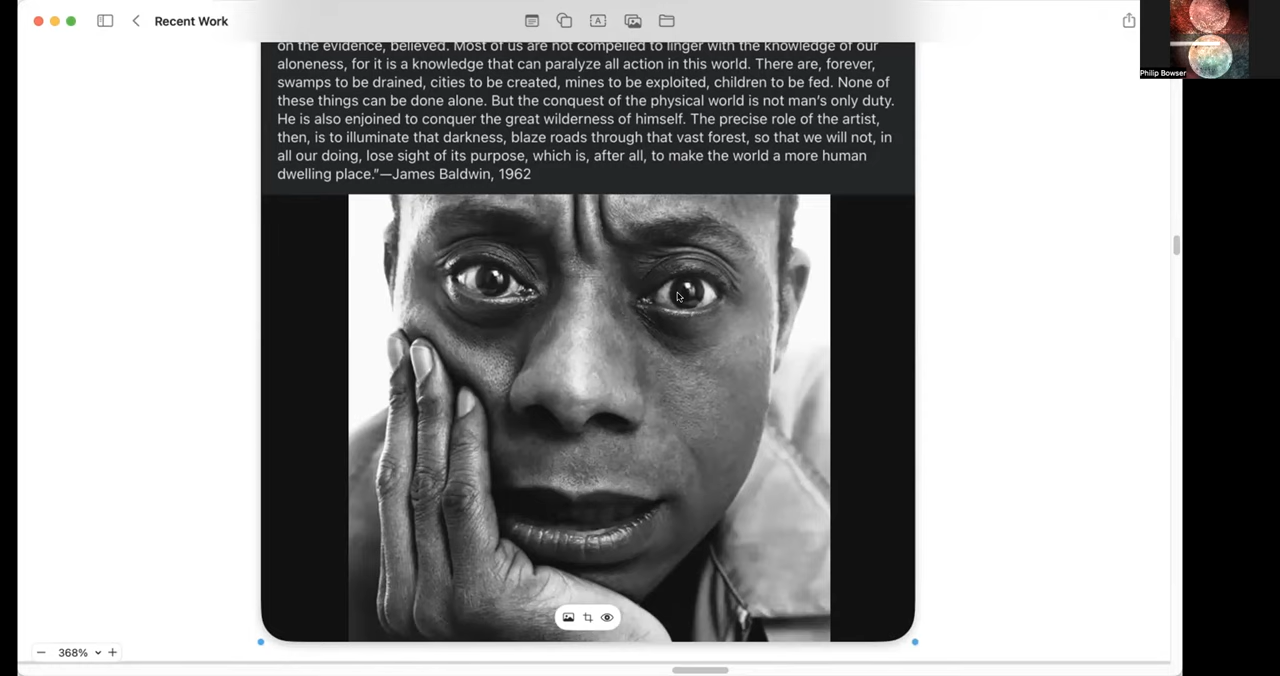 Recent Work
Philip Bowser
on the evidence, believed. Most of us are not compelled to linger with the knowledge of our
aloneness, for it is a knowledge that can paralyze all action in this world. There are, forever,
swamps to be drained, cities to be created, mines to be exploited, children to be fed. None of
these things can be done alone. But the conquest of the physical world is not man's only duty.
He is also enjoined to conquer the great wilderness of himself. The precise role of the artist,
then, is to illuminate that darkness, blaze roads through that vast forest, so that we will not, in
all our doing, lose sight of its purpose, which is, after all, to make the world a more human
dwelling place."—James Baldwin, 1962
368%